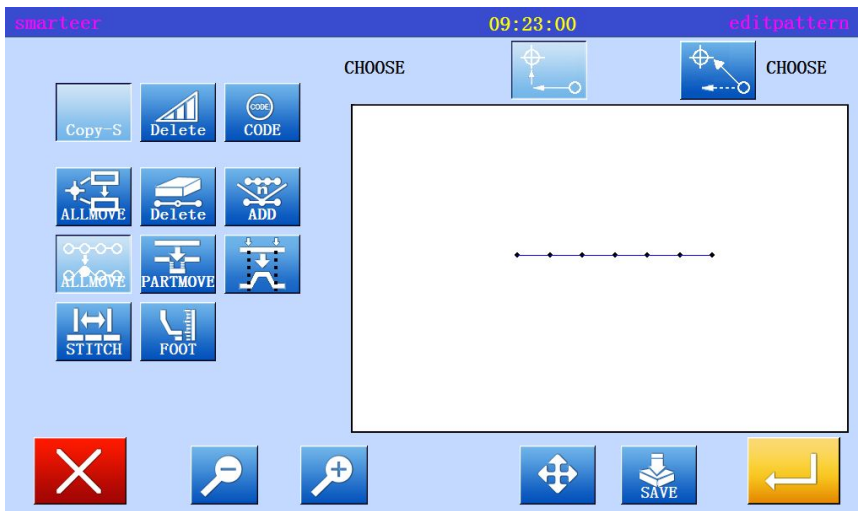 smarteer 09:23:00 editpattern
CHOOSE CHOOSE
Copy-S Delete CODE CODE
ALLMOVE Delete n ADD
ALLMOVE PARTMOVE
STITCH FOOT
SAVE